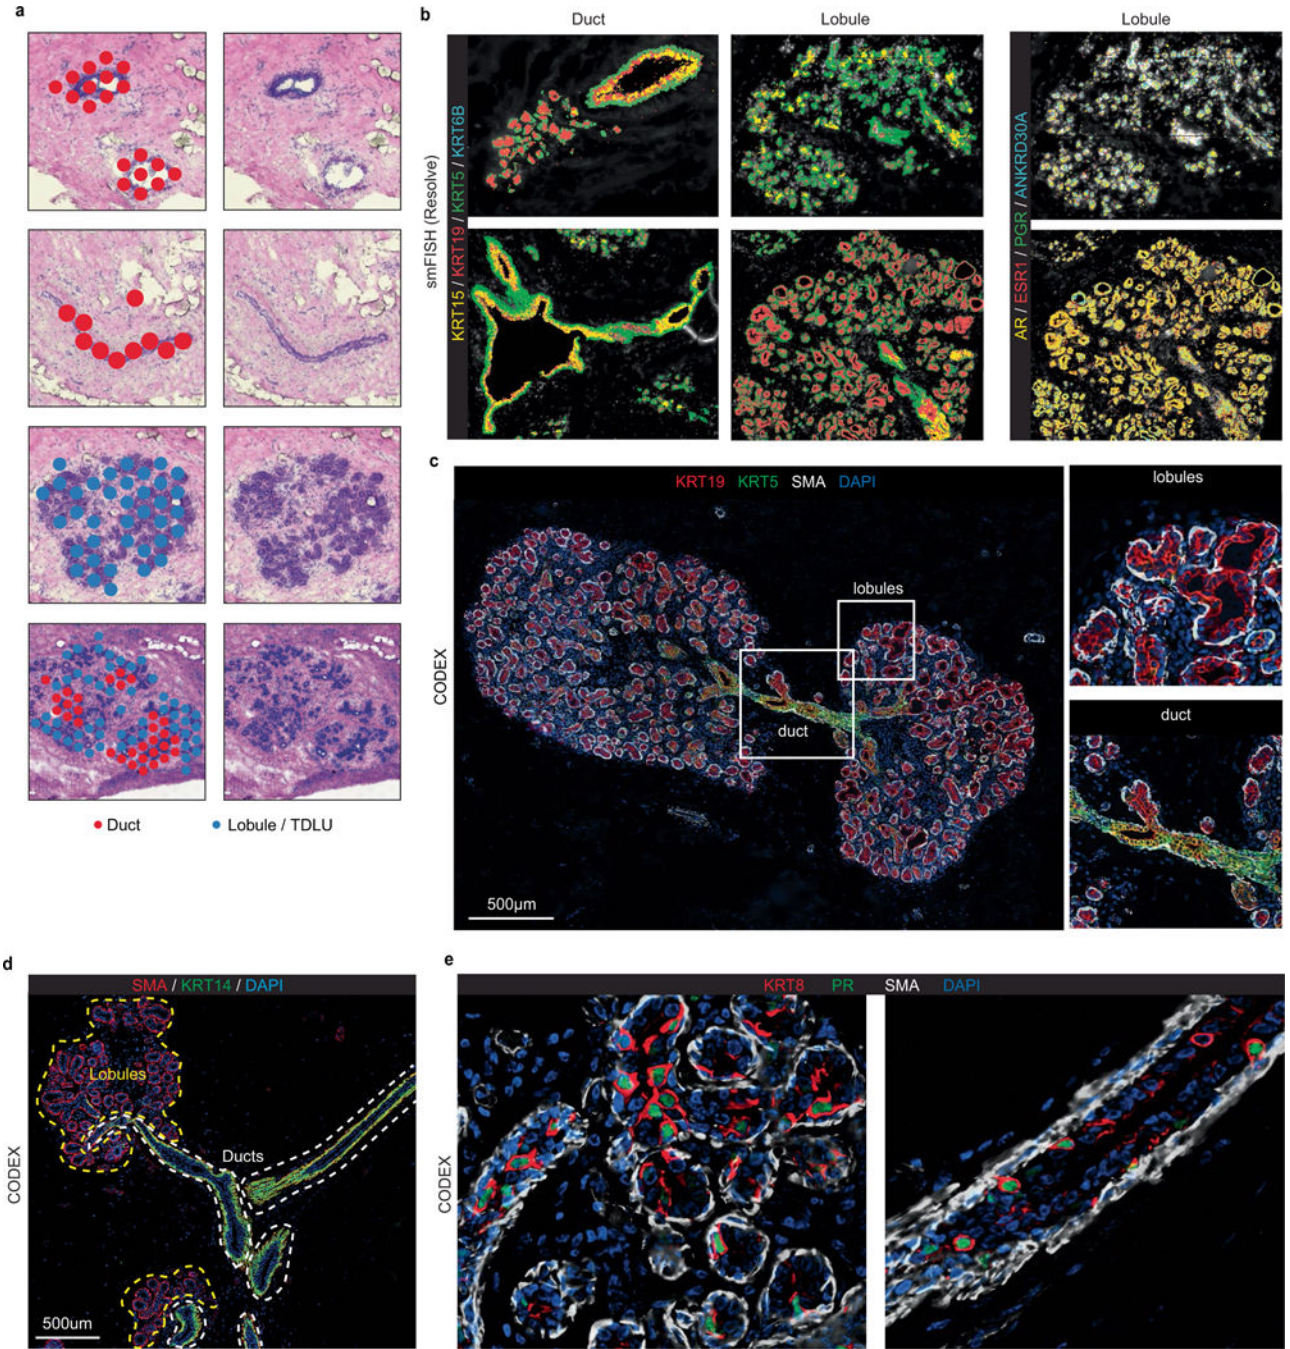 a
Duct
Lobule / TDLU
b
Duct
Lobule
Lobule
smFISH (Resolve)
KRT15 / KRT19 / KRT5 / KRT6B
AR / ESR1 / PGR / ANKRD30A
c
CODEX
KRT19 KRT5 SMA DAPI
lobules
duct
500µm
lobules
duct
d
CODEX
SMA / KRT14 / DAPI
Lobules
Ducts
500um
e
CODEX
KRT8 PR SMA DAPI